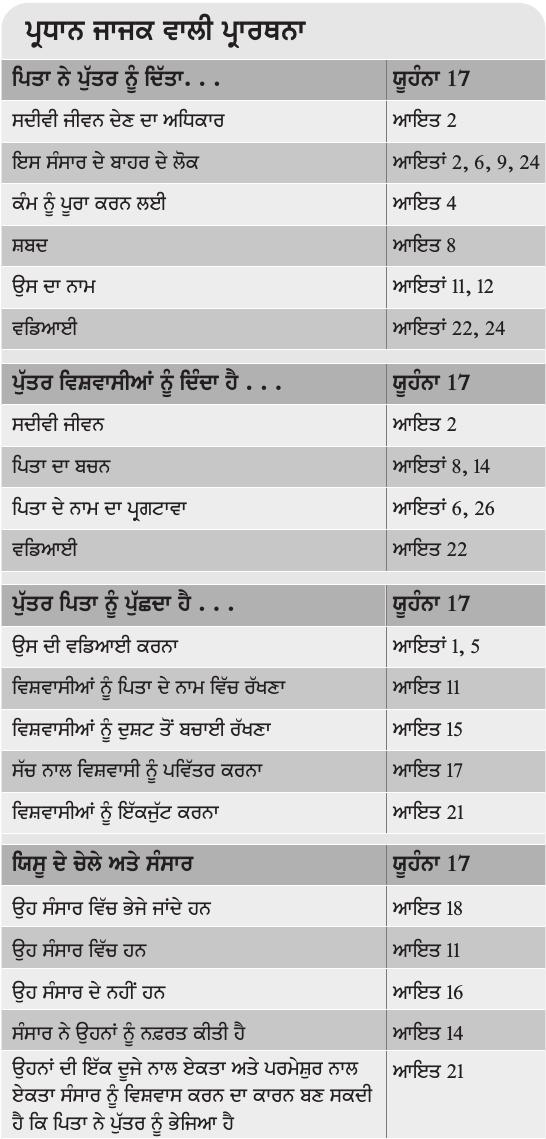 ਪ੍ਰਧਾਨ ਜਾਜਕ ਵਾਲੀ ਪ੍ਰਾਰਥਨਾ
ਪਿਤਾ ਨੇ ਪੁੱਤਰ ਨੂੰ ਦਿੱਤਾ. . . ਯੂਹੰਨਾ 17
ਸਦੀਵੀ ਜੀਵਨ ਦੇਣ ਦਾ ਅਧਿਕਾਰ ਆਇਤ 2
ਇਸ ਸੰਸਾਰ ਦੇ ਬਾਹਰ ਦੇ ਲੋਕ ਆਇਤਾਂ 2, 6, 9, 24
ਕੰਮ ਨੂੰ ਪੂਰਾ ਕਰਨ ਲਈ ਆਇਤ 4
ਸ਼ਬਦ ਆਇਤ 8
ਉਸ ਦਾ ਨਾਮ ਆਇਤਾਂ 11, 12
ਵਡਿਆਈ ਆਇਤਾਂ 22, 24
ਪੁੱਤਰ ਵਿਸ਼ਵਾਸੀਆਂ ਨੂੰ ਦਿੰਦਾ ਹੈ . . . ਯੂਹੰਨਾ 17
ਸਦੀਵੀ ਜੀਵਨ ਆਇਤ 2
ਪਿਤਾ ਦਾ ਬਚਨ ਆਇਤਾਂ 8, 14
ਪਿਤਾ ਦੇ ਨਾਮ ਦਾ ਪ੍ਰਗਟਾਵਾ ਆਇਤਾਂ 6, 26
ਵਡਿਆਈ ਆਇਤ 22
ਪੁੱਤਰ ਪਿਤਾ ਨੂੰ ਪੁੱਛਦਾ ਹੈ . . . ਯੂਹੰਨਾ 17
ਉਸ ਦੀ ਵਡਿਆਈ ਕਰਨਾ ਆਇਤਾਂ 1, 5
ਵਿਸ਼ਵਾਸੀਆਂ ਨੂੰ ਪਿਤਾ ਦੇ ਨਾਮ ਵਿੱਚ ਰੱਖਣਾ ਆਇਤ 11
ਵਿਸ਼ਵਾਸੀਆਂ ਨੂੰ ਦੁਸ਼ਟ ਤੋਂ ਬਚਾਈ ਰੱਖਣਾ ਆਇਤ 15
ਸੱਚ ਨਾਲ ਵਿਸ਼ਵਾਸੀ ਨੂੰ ਪਵਿੱਤਰ ਕਰਨਾ ਆਇਤ 17
ਵਿਸ਼ਵਾਸੀਆਂ ਨੂੰ ਇੱਕਜੁੱਟ ਕਰਨਾ ਆਇਤ 21
ਯਿਸੂ ਦੇ ਚੇਲੇ ਅਤੇ ਸੰਸਾਰ ਯੂਹੰਨਾ 17
ਉਹ ਸੰਸਾਰ ਵਿੱਚ ਭੇਜੇ ਜਾਂਦੇ ਹਨ ਆਇਤ 18
ਉਹ ਸੰਸਾਰ ਵਿੱਚ ਹਨ ਆਇਤ 11
ਉਹ ਸੰਸਾਰ ਦੇ ਨਹੀਂ ਹਨ ਆਇਤ 16
ਸੰਸਾਰ ਨੇ ਉਹਨਾਂ ਨੂੰ ਨਫ਼ਰਤ ਕੀਤੀ ਹੈ ਆਇਤ 14
ਉਹਨਾਂ ਦੀ ਇੱਕ ਦੂਜੇ ਨਾਲ ਏਕਤਾ ਅਤੇ ਪਰਮੇਸ਼ੁਰ ਨਾਲ ਆਇਤ 21
ਏਕਤਾ ਸੰਸਾਰ ਨੂੰ ਵਿਸ਼ਵਾਸ ਕਰਨ ਦਾ ਕਾਰਨ ਬਣ ਸਕਦੀ
ਹੈ ਕਿ ਪਿਤਾ ਨੇ ਪੁੱਤਰ ਨੂੰ ਭੇਜਿਆ ਹੈ